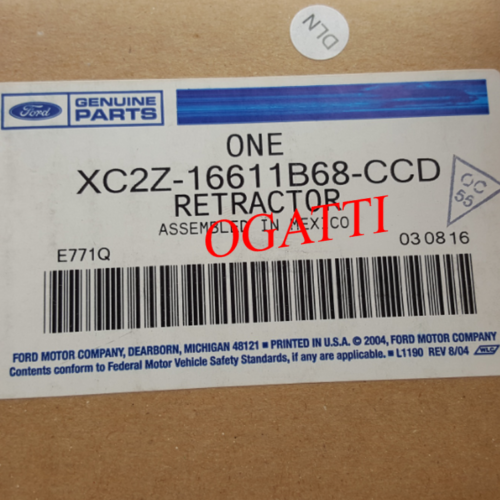 DLN
Ford
GENUINE
PARTS
ONE
XC2Z-16611B68-CCD
RETRACTOR
ASSEMBLED IN MEXICO
OGATTI
QC
55
E771Q
030816
FORD MOTOR COMPANY, DEARBORN, MICHIGAN 48121 ■ PRINTED IN U.S.A. © 2004, FORD MOTOR COMPANY
Contents conform to Federal Motor Vehicle Safety Standards, if any are applicable. ■ L1190 REV 8/04 WLC